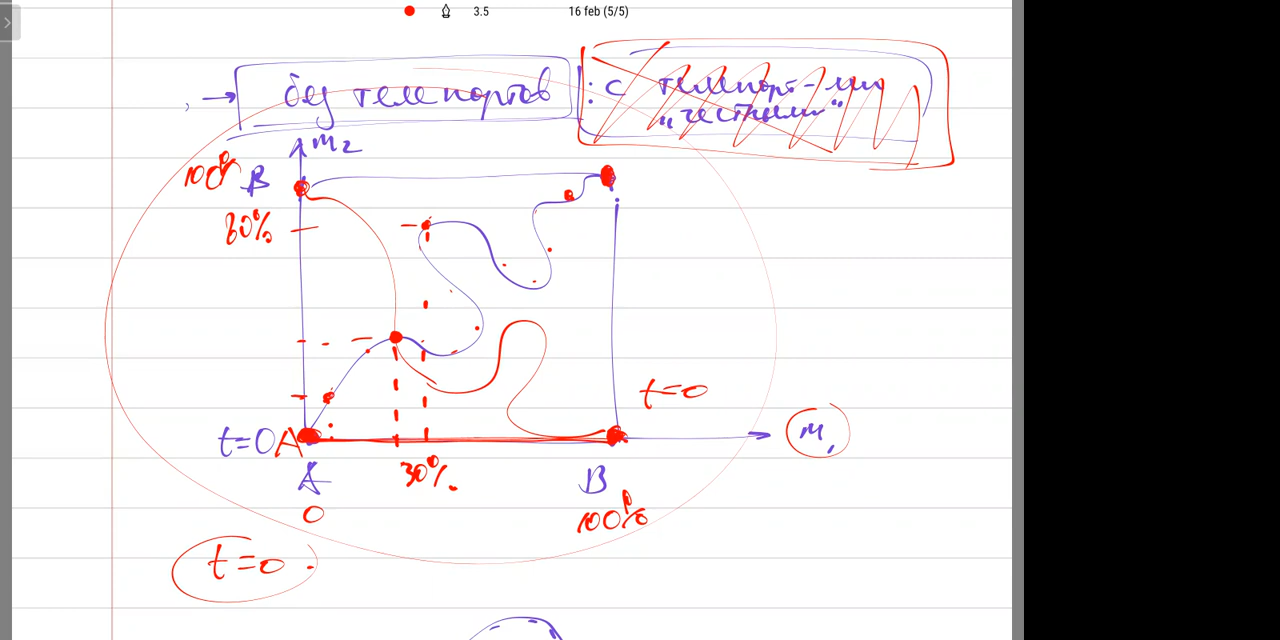 3.5 16 feb (5/5)
, → без телепортов : с телепорт-ми
"честными"
m₂
100% B
80%
t=0
t=0 A m₁
30%.
A B
0 100%
t=0